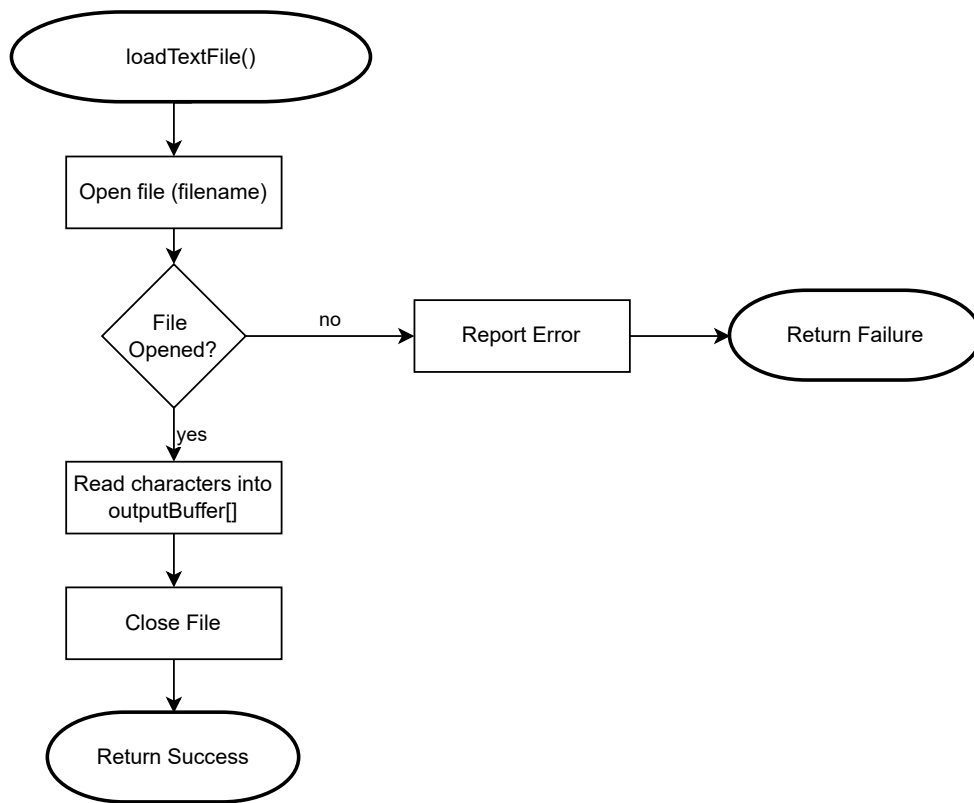 loadTextFile()
Open file (filename)
File
Opened?
no
Report Error
Return Failure
yes
Read characters into
outputBuffer[]
Close File
Return Success